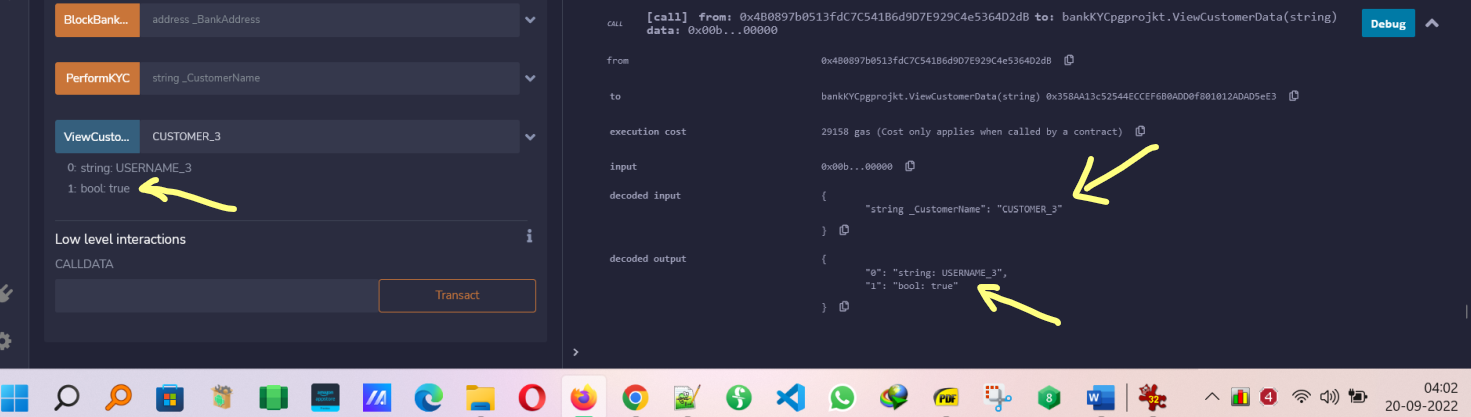 BlockBank... address _BankAddress
PerformKYC string _CustomerName
ViewCusto... CUSTOMER_3
0: string: USERNAME_3
1: bool: true
Low level interactions
CALLDATA
Transact
CALL [call] from: 0x4B0897b0513fdC7C541B6d9D7E929C4e5364D2dB to: bankKYCpgprojkt.ViewCustomerData(string)
data: 0x00b...00000
Debug
from 0x4B0897b0513fdC7C541B6d9D7E929C4e5364D2dB
to bankKYCpgprojkt.ViewCustomerData(string) 0x358AA13c52544ECCEF6B0ADD0f801012ADAD5eE3
execution cost 29158 gas (Cost only applies when called by a contract)
input 0x00b...00000
decoded input {
"string _CustomerName": "CUSTOMER_3"
}
decoded output {
"0": "string: USERNAME_3",
"1": "bool: true"
}
>
04:02
20-09-2022